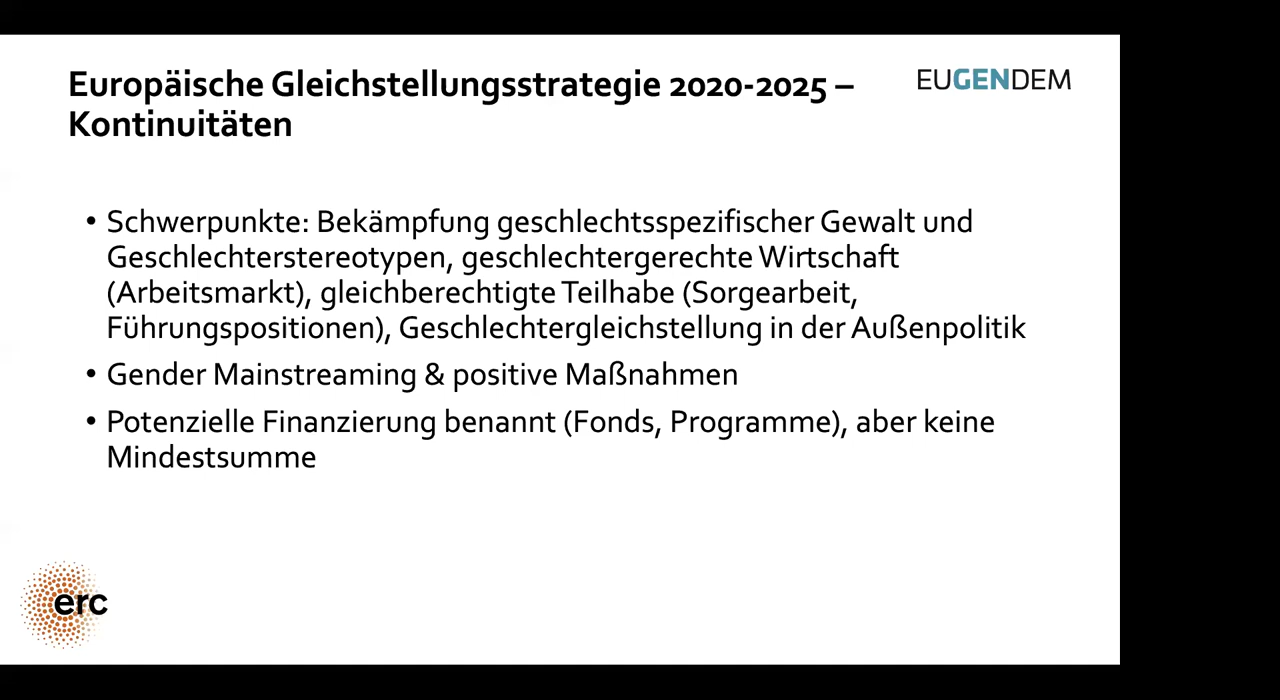 Europäische Gleichstellungsstrategie 2020-2025 –
Kontinuitäten
EUGENDEM
• Schwerpunkte: Bekämpfung geschlechtsspezifischer Gewalt und
Geschlechterstereotypen, geschlechtergerechte Wirtschaft
(Arbeitsmarkt), gleichberechtigte Teilhabe (Sorgearbeit,
Führungspositionen), Geschlechtergleichstellung in der Außenpolitik
• Gender Mainstreaming & positive Maßnahmen
• Potenzielle Finanzierung benannt (Fonds, Programme), aber keine
Mindestsumme
erc